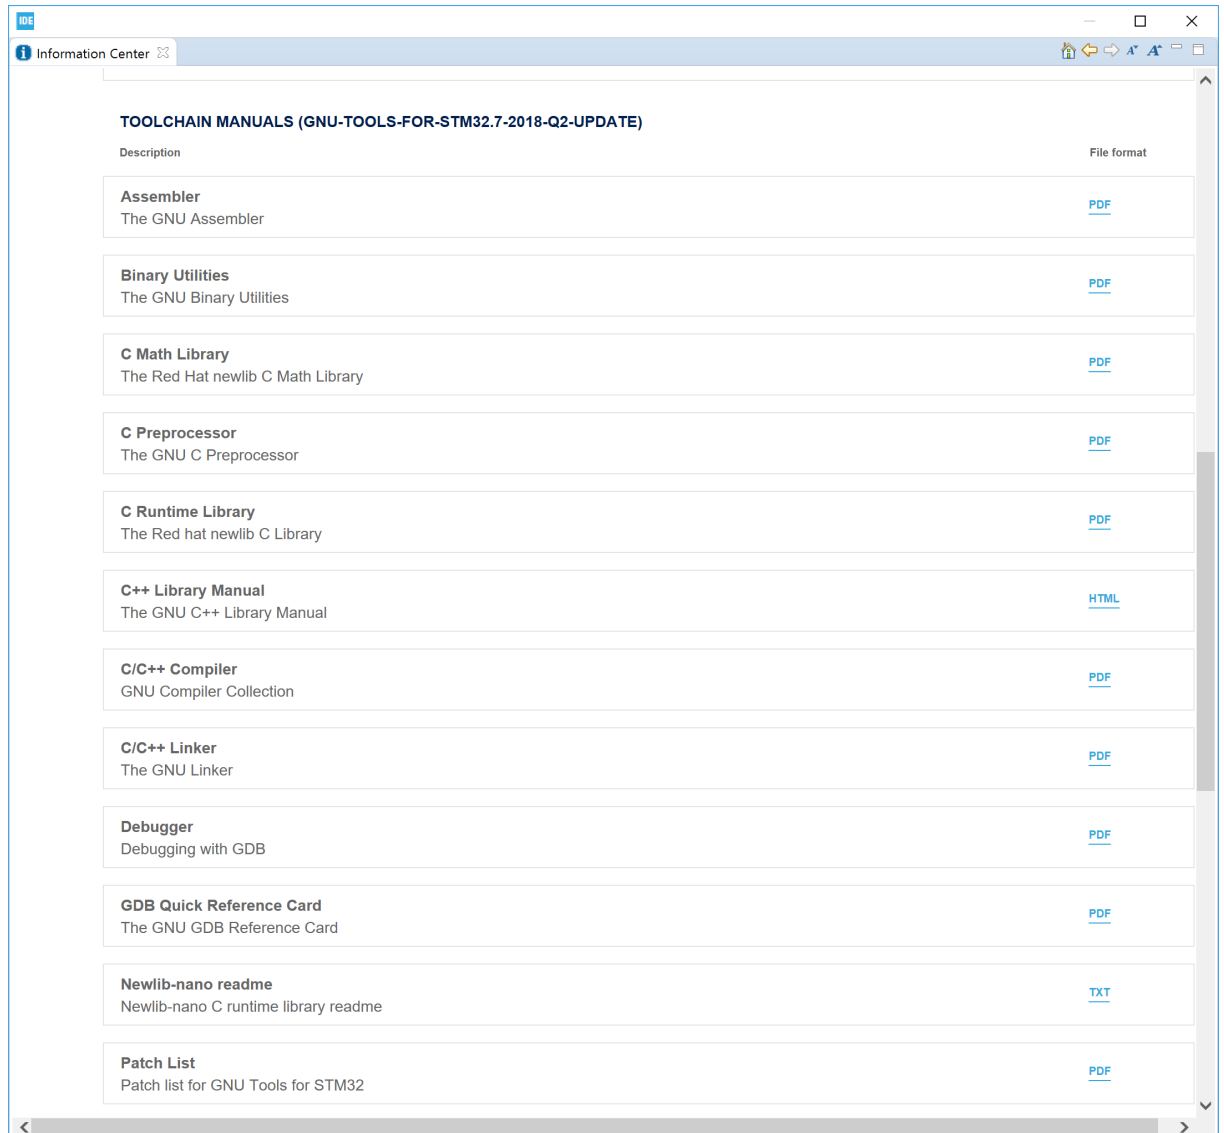 IDE
Information Center
TOOLCHAIN MANUALS (GNU-TOOLS-FOR-STM32.7-2018-Q2-UPDATE)
Description File format
Assembler
The GNU Assembler
PDF
Binary Utilities
The GNU Binary Utilities
PDF
C Math Library
The Red Hat newlib C Math Library
PDF
C Preprocessor
The GNU C Preprocessor
PDF
C Runtime Library
The Red hat newlib C Library
PDF
C++ Library Manual
The GNU C++ Library Manual
HTML
C/C++ Compiler
GNU Compiler Collection
PDF
C/C++ Linker
The GNU Linker
PDF
Debugger
Debugging with GDB
PDF
GDB Quick Reference Card
The GNU GDB Reference Card
PDF
Newlib-nano readme
Newlib-nano C runtime library readme
TXT
Patch List
Patch list for GNU Tools for STM32
PDF